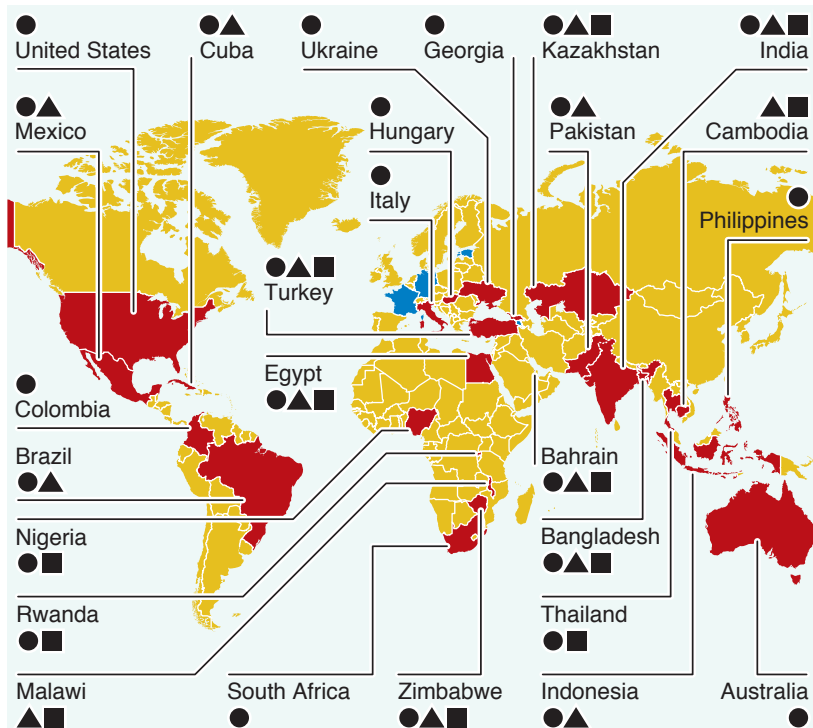 United States
Cuba
Ukraine
Georgia
Kazakhstan
India
Mexico
Hungary
Pakistan
Cambodia
Italy
Philippines
Turkey
Egypt
Colombia
Brazil
Bahrain
Nigeria
Bangladesh
Rwanda
Thailand
Malawi
South Africa
Zimbabwe
Indonesia
Australia